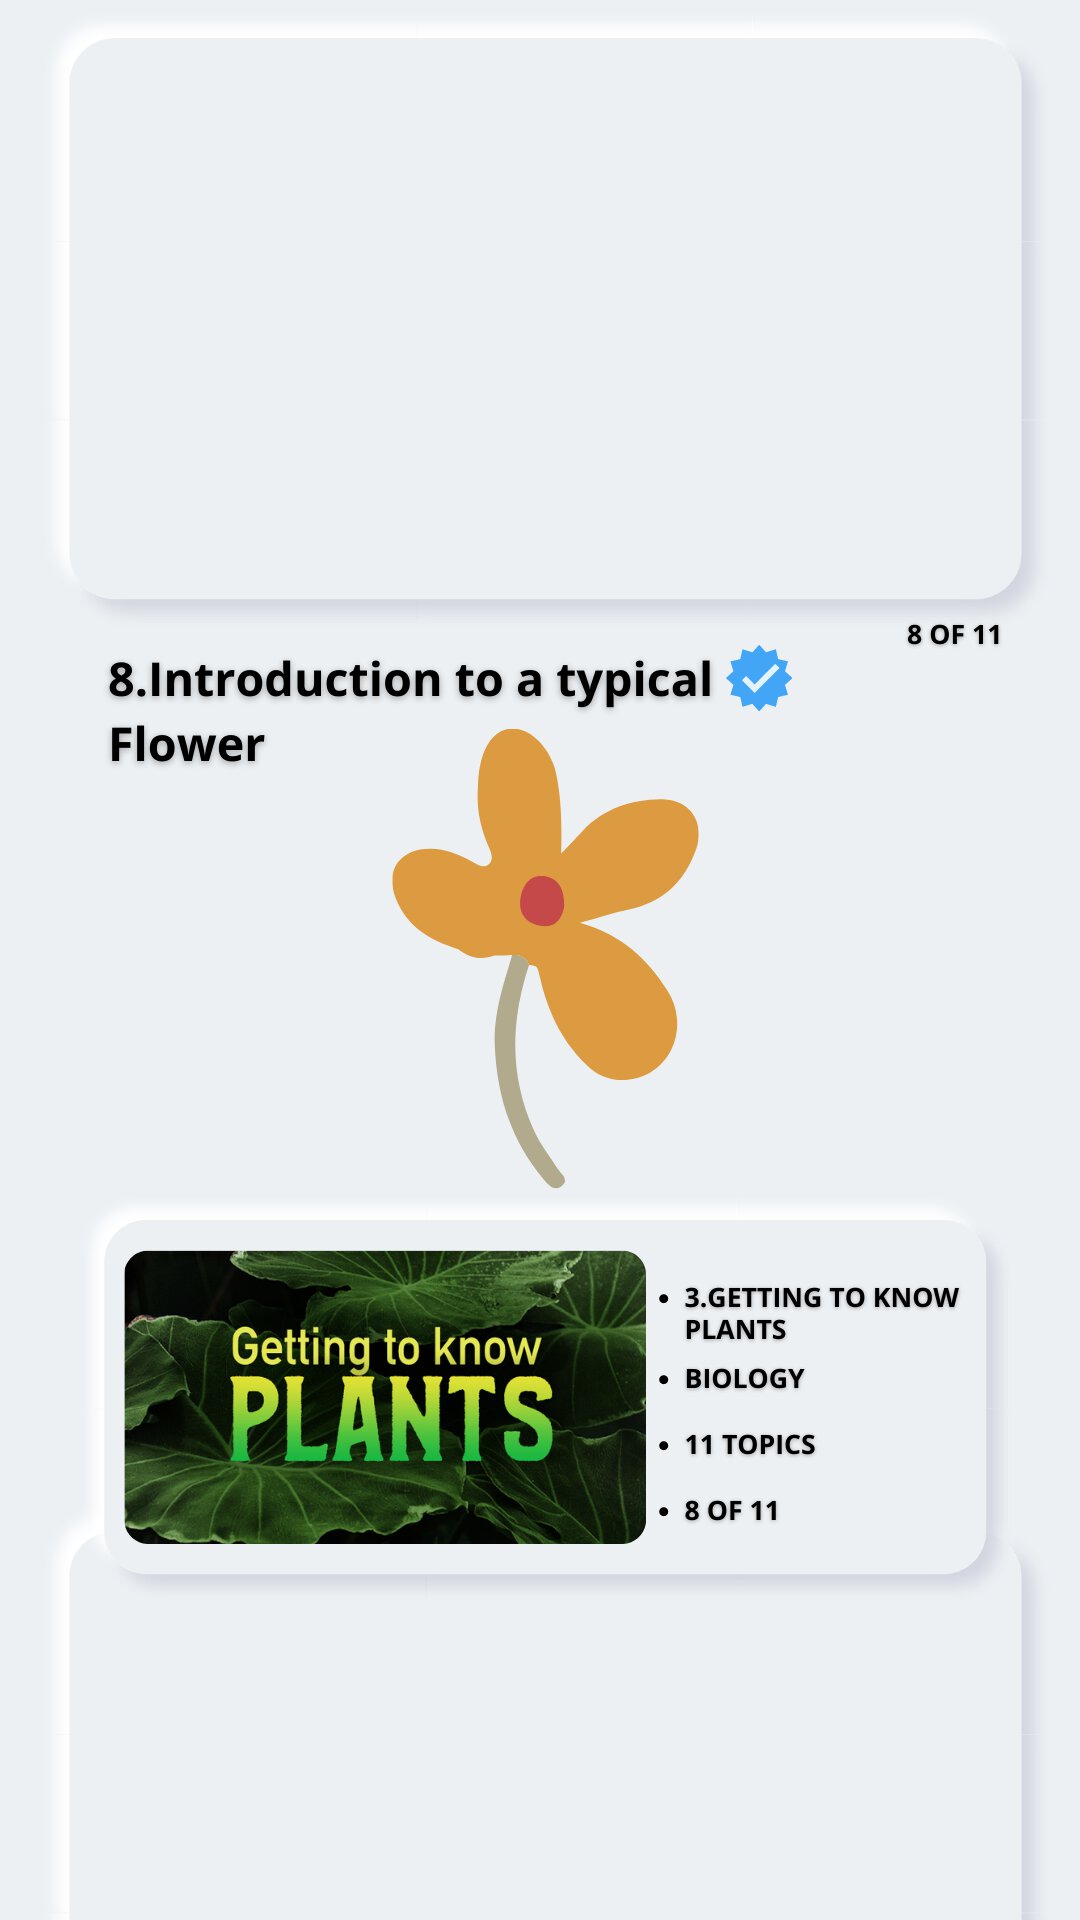 8 OF 11
8.Introduction to a typical
Flower
Getting to know
PLANTS
3.GETTING TO KNOW
PLANTS
BIOLOGY
11 TOPICS
8 OF 11